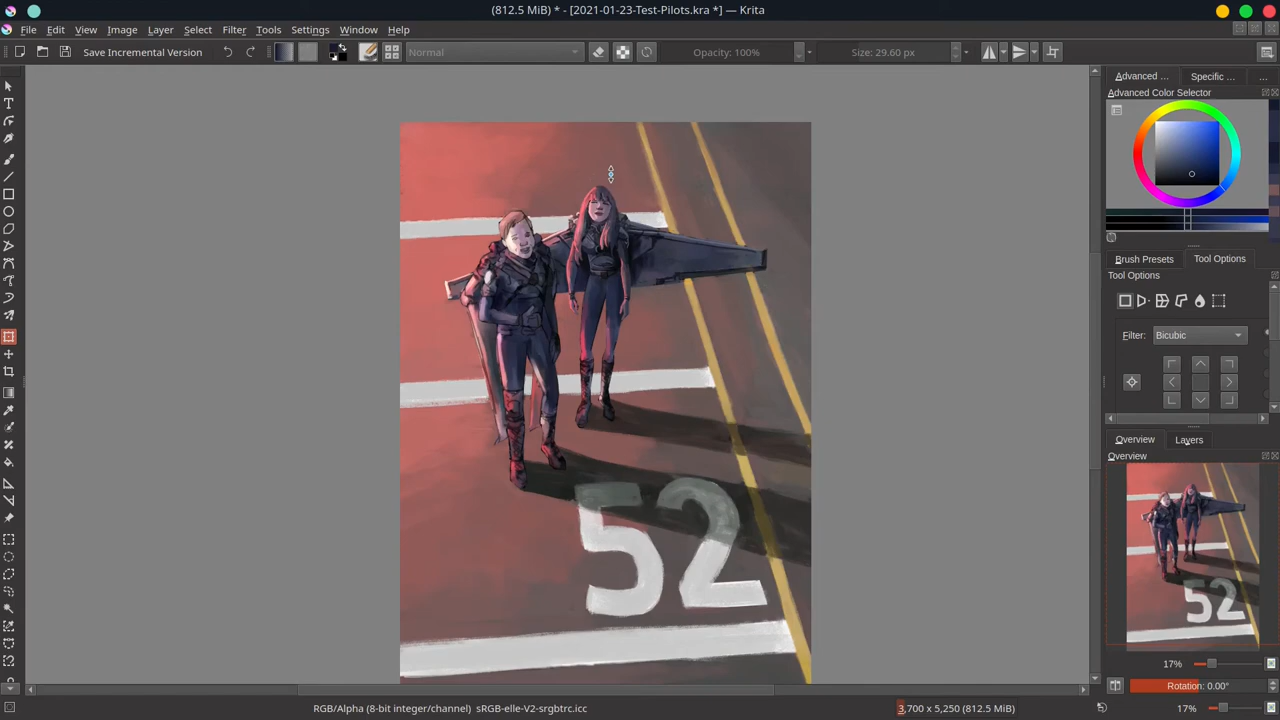 (812.5 MiB) * - [2021-01-23-Test-Pilots.kra *] — Krita
File Edit View Image Layer Select Filter Tools Settings Window Help
Save Incremental Version Normal Opacity: 100% Size: 29.60 px
Advanced ... Specific ... ...
Advanced Color Selector
Brush Presets Tool Options
Tool Options
Filter: Bicubic
Overview Layers
Overview
52
52
17%
Rotation: 0.00°
RGB/Alpha (8-bit integer/channel) sRGB-elle-V2-srgbtrc.icc 3,700 x 5,250 (812.5 MiB) 17%